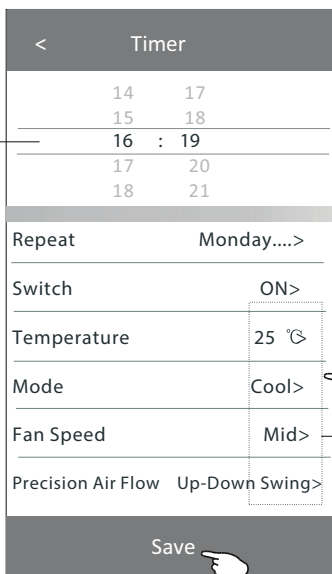 < Timer
14 17
15 18
16 : 19
17 20
18 21
Repeat Monday....>
Switch ON>
Temperature 25 ℃>
Mode Cool>
Fan Speed Mid>
Precision Air Flow Up-Down Swing>
Save